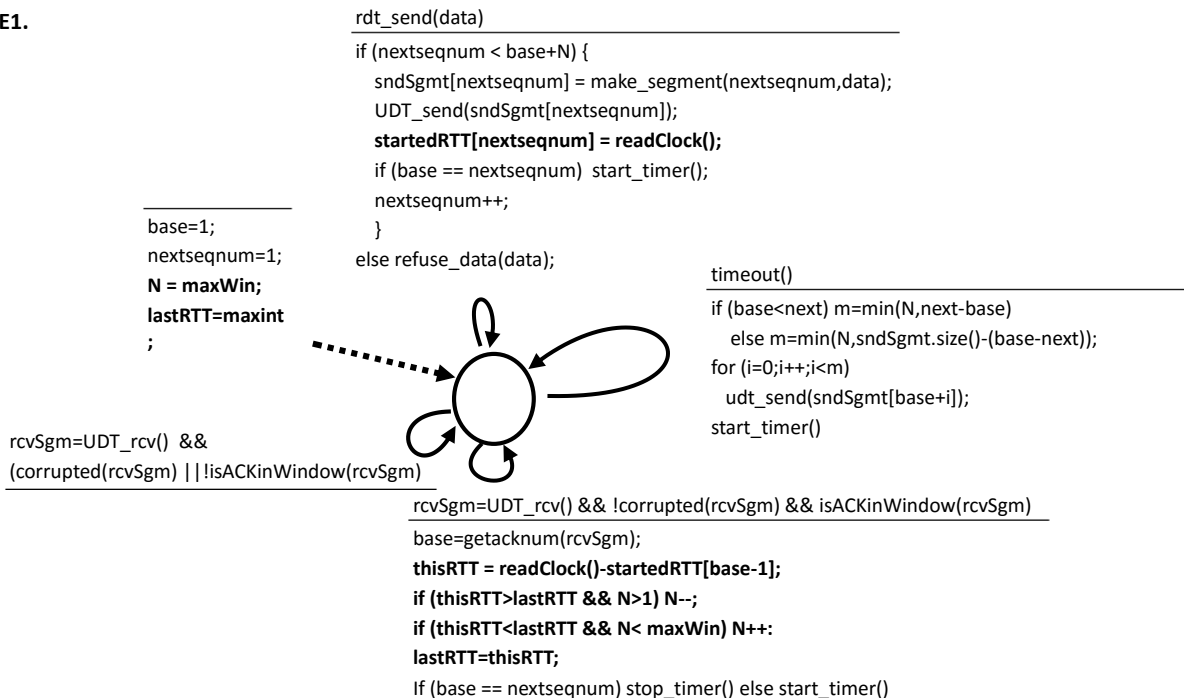 E1.
rdt_send(data)
if (nextseqnum < base+N) {
sndSgmt[nextseqnum] = make_segment(nextseqnum,data);
UDT_send(sndSgmt[nextseqnum]);
startedRTT[nextseqnum] = readClock();
if (base == nextseqnum) start_timer();
nextseqnum++;
}
else refuse_data(data);
base=1;
nextseqnum=1;
N = maxWin;
lastRTT=maxint
;
timeout()
if (base<next) m=min(N,next-base)
else m=min(N,sndSgmt.size()-(base-next));
for (i=0;i++;i<m)
udt_send(sndSgmt[base+i]);
start_timer()
rcvSgm=UDT_rcv() &&
(corrupted(rcvSgm) ||!isACKinWindow(rcvSgm)
rcvSgm=UDT_rcv() && !corrupted(rcvSgm) && isACKinWindow(rcvSgm)
base=getacknum(rcvSgm);
thisRTT = readClock()-startedRTT[base-1];
if (thisRTT>lastRTT && N>1) N--;
if (thisRTT<lastRTT && N< maxWin) N++:
lastRTT=thisRTT;
If (base == nextseqnum) stop_timer() else start_timer()